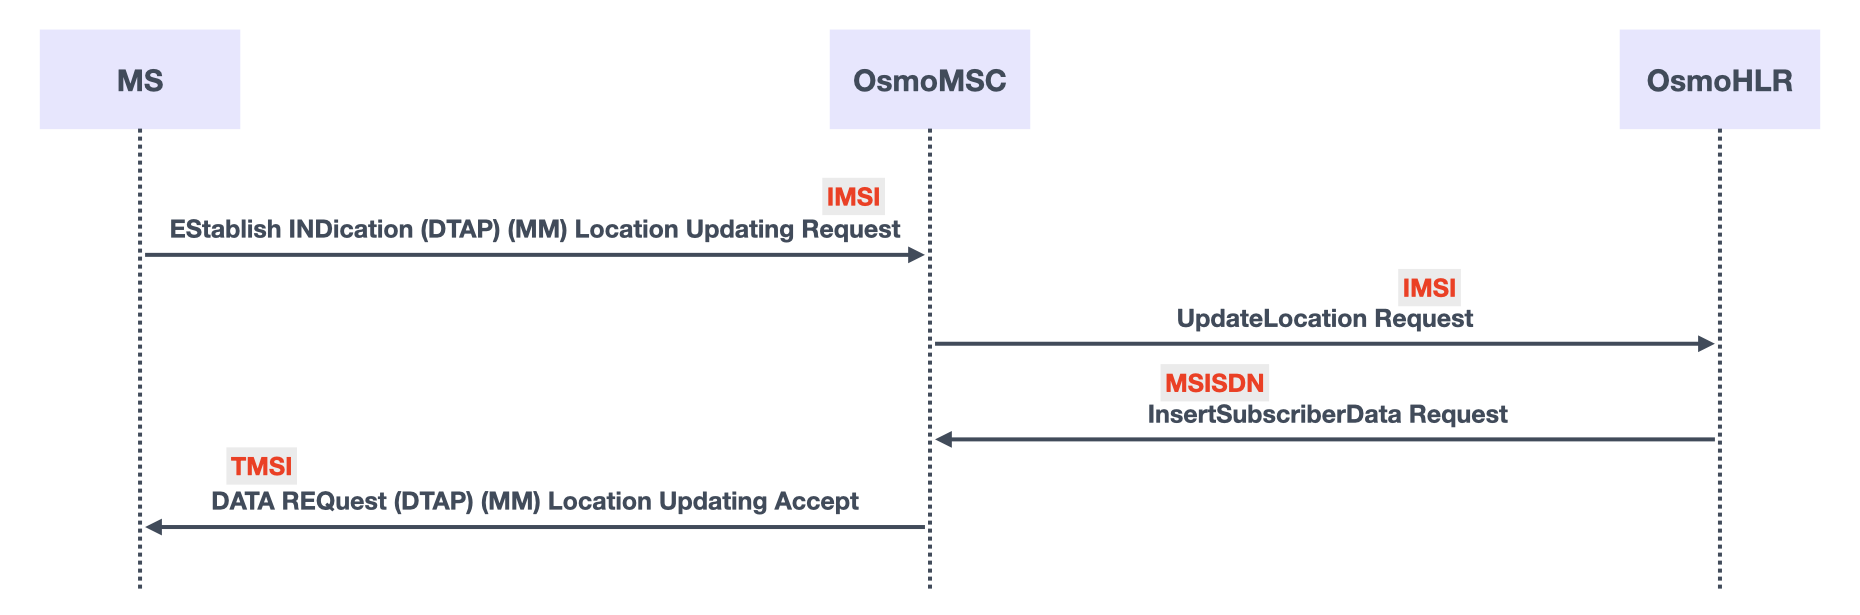 MS
OsmoMSC
OsmoHLR
IMSI
EStablish INDication (DTAP) (MM) Location Updating Request
IMSI
UpdateLocation Request
MSISDN
InsertSubscriberData Request
TMSI
DATA REQuest (DTAP) (MM) Location Updating Accept